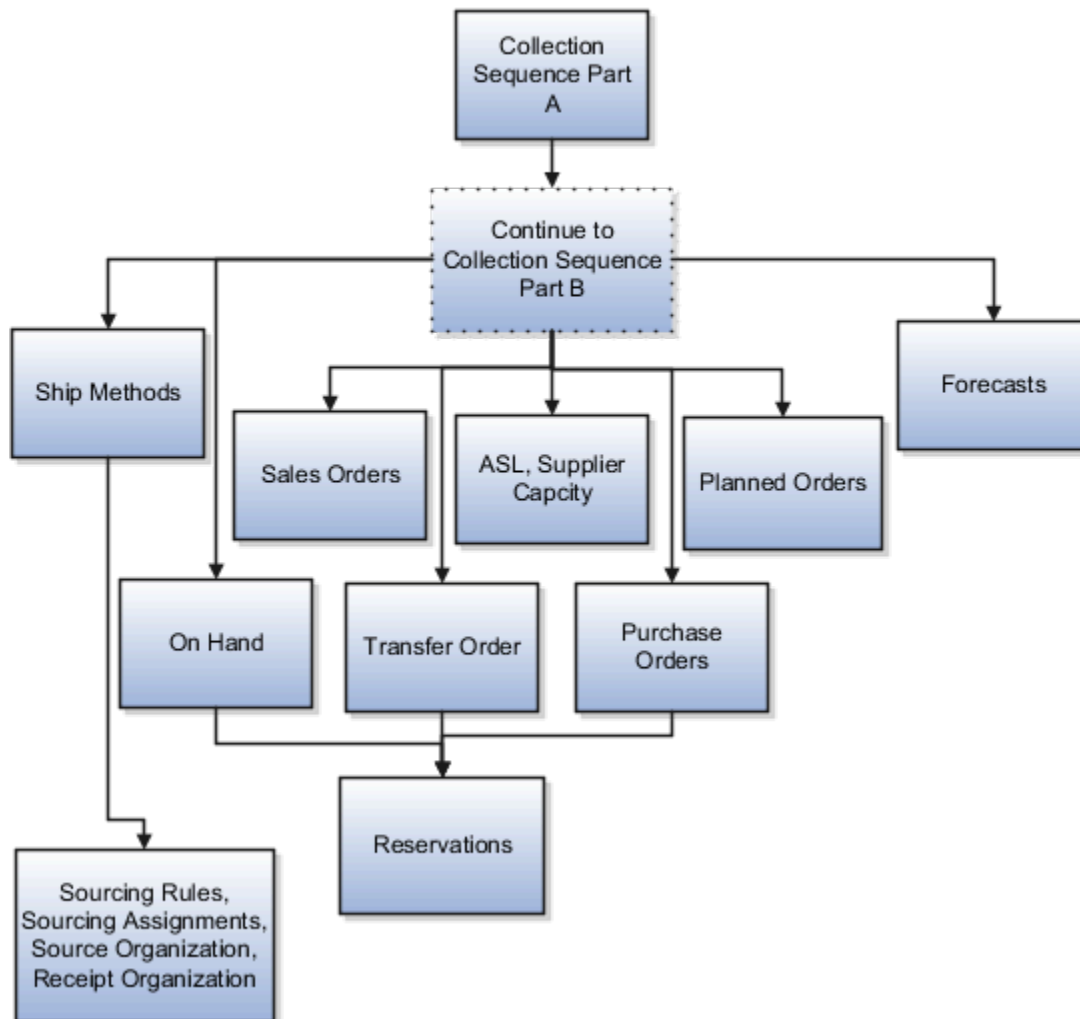 Collection
Sequence Part
A
Continue to
Collection Sequence
Part B
Ship Methods
Forecasts
Sales Orders
ASL, Supplier
Capcity
Planned Orders
On Hand
Transfer Order
Purchase
Orders
Reservations
Sourcing Rules,
Sourcing Assignments,
Source Organization,
Receipt Organization